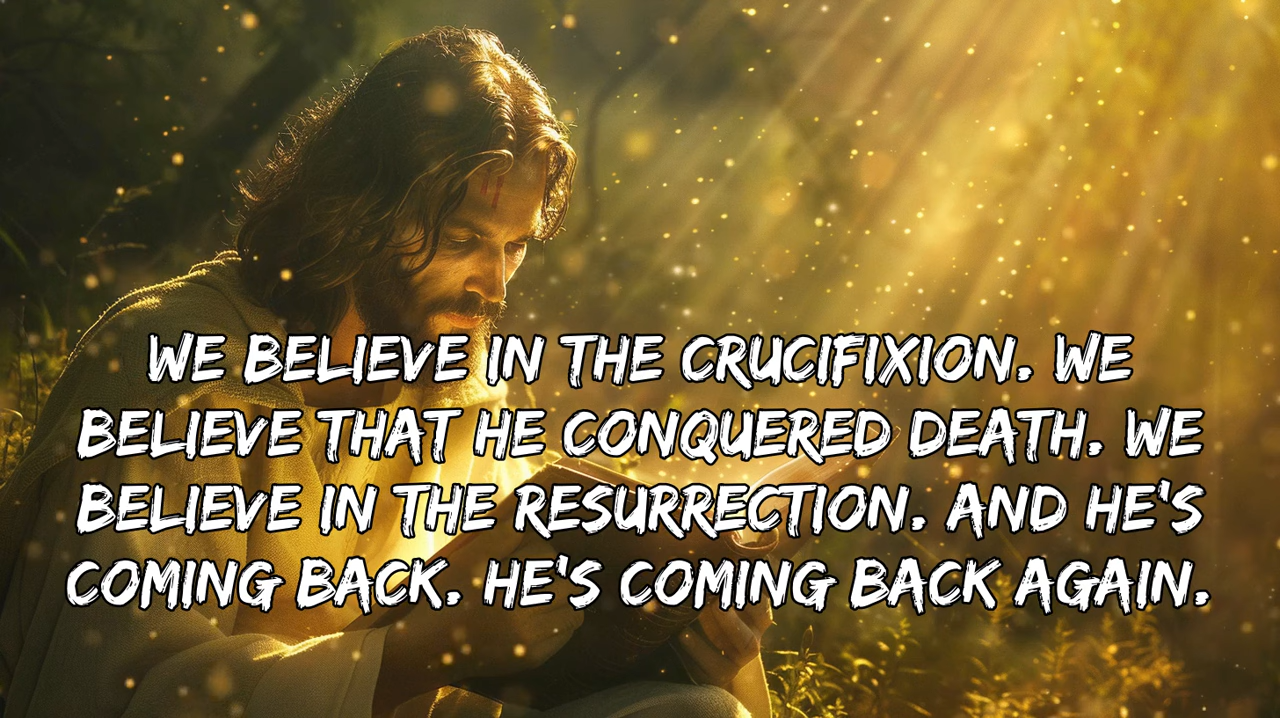 WE BELIEVE IN THE CRUCIFIXION. WE
BELIEVE THAT HE CONQUERED DEATH. WE
BELIEVE IN THE RESURRECTION. AND HE'S
COMING BACK. HE'S COMING BACK AGAIN.